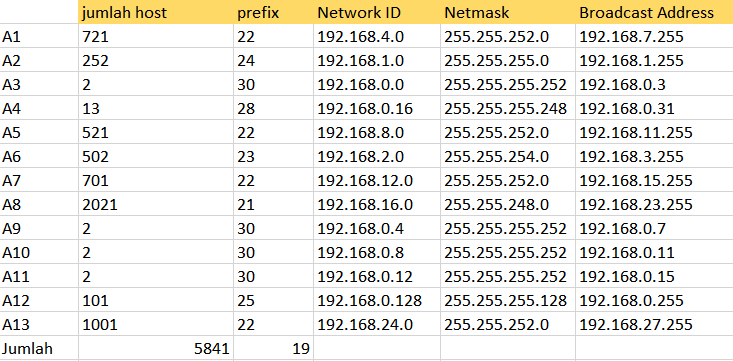 jumlah host prefix Network ID Netmask Broadcast Address
A1 721 22 192.168.4.0 255.255.252.0 192.168.7.255
A2 252 24 192.168.1.0 255.255.255.0 192.168.1.255
A3 2 30 192.168.0.0 255.255.255.252 192.168.0.3
A4 13 28 192.168.0.16 255.255.255.248 192.168.0.31
A5 521 22 192.168.8.0 255.255.252.0 192.168.11.255
A6 502 23 192.168.2.0 255.255.254.0 192.168.3.255
A7 701 22 192.168.12.0 255.255.252.0 192.168.15.255
A8 2021 21 192.168.16.0 255.255.248.0 192.168.23.255
A9 2 30 192.168.0.4 255.255.255.252 192.168.0.7
A10 2 30 192.168.0.8 255.255.255.252 192.168.0.11
A11 2 30 192.168.0.12 255.255.255.252 192.168.0.15
A12 101 25 192.168.0.128 255.255.255.128 192.168.0.255
A13 1001 22 192.168.24.0 255.255.252.0 192.168.27.255
Jumlah 5841 19